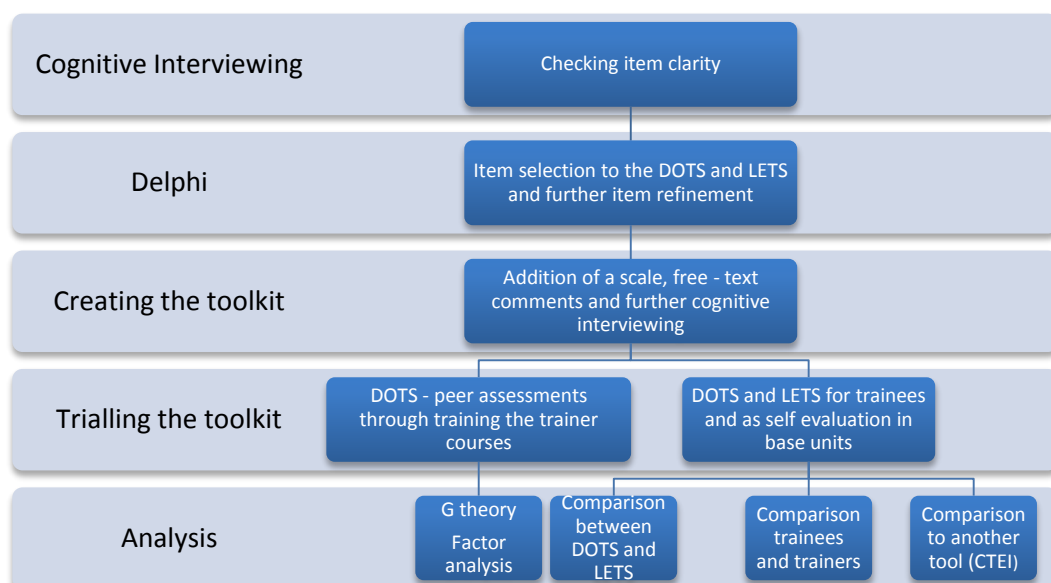 Cognitive Interviewing
Checking item clarity
Delphi
Item selection to the DOTS and LETS
and further item refinement
Creating the toolkit
Addition of a scale, free - text
comments and further cognitive
interviewing
Trialling the toolkit
DOTS - peer assessments
through training the trainer
courses
DOTS and LETS for trainees
and as self evaluation in
base units
Analysis
G theory
Factor
analysis
Comparison
between
DOTS and
LETS
Comparison
trainees
and trainers
Comparison
to another
tool (CTEI)